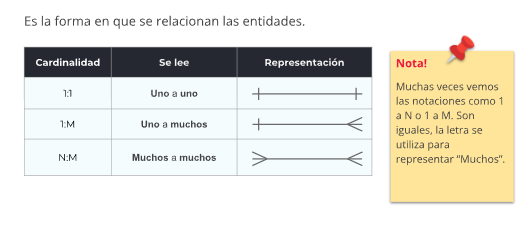 Es la forma en que se relacionan las entidades.
Cardinalidad Se lee Representación
1:1 Uno a uno
1:M Uno a muchos
N:M Muchos a muchos
Nota!
Muchas veces vemos
las notaciones como 1
a N o 1 a M. Son
iguales, la letra se
utiliza para
representar “Muchos”.